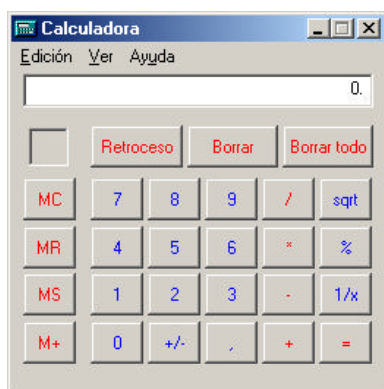 Calculadora
Edición Ver Ayuda
0.
Retroceso Borrar Borrar todo
MC 7 8 9 / sqrt
MR 4 5 6 * %
MS 1 2 3 - 1/x
M+ 0 +/- , + =